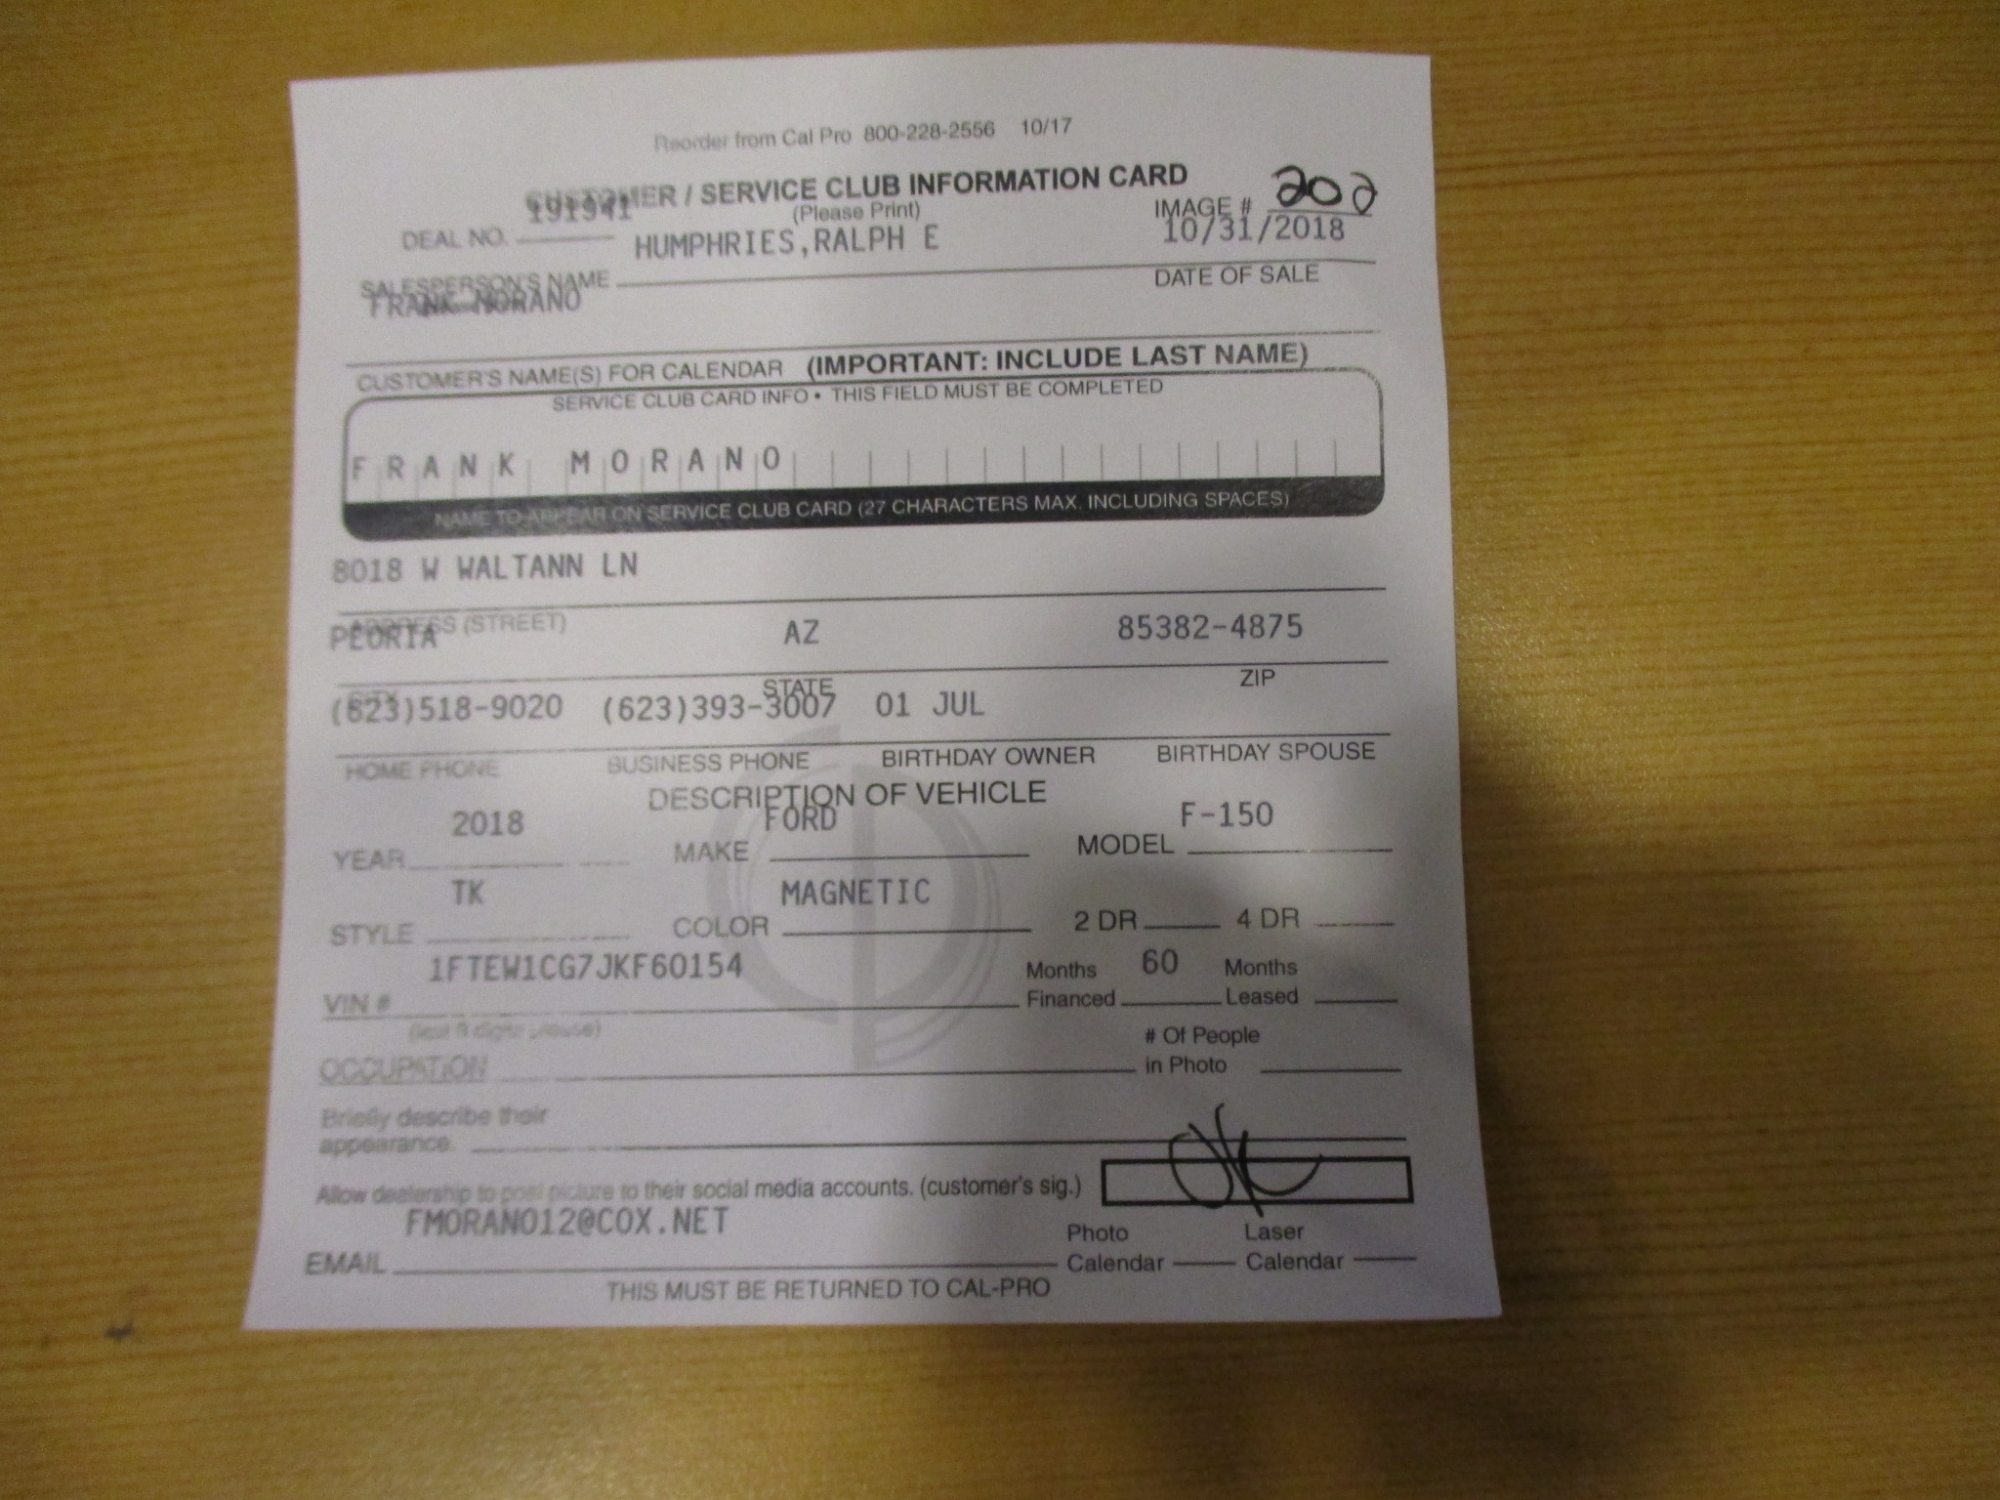 Reorder from Cal Pro 800-228-2556 10/17
CUSTOMER / SERVICE CLUB INFORMATION CARD
(Please Print)
IMAGE # 202
DEAL NO. 191941
HUMPHRIES,RALPH E 10/31/2018
SALESPERSON'S NAME DATE OF SALE
FRANK MORANO
CUSTOMER'S NAME(S) FOR CALENDAR (IMPORTANT: INCLUDE LAST NAME)
SERVICE CLUB CARD INFO • THIS FIELD MUST BE COMPLETED
FRANK MORANO
NAME TO APPEAR ON SERVICE CLUB CARD (27 CHARACTERS MAX. INCLUDING SPACES)
8018 W WALTANN LN
ADDRESS (STREET)
PEORIA AZ 85382-4875
CITY STATE ZIP
(623)518-9020 (623)393-3007 01 JUL
HOME PHONE BUSINESS PHONE BIRTHDAY OWNER BIRTHDAY SPOUSE
DESCRIPTION OF VEHICLE
2018 FORD F-150
YEAR MAKE MODEL
TK MAGNETIC
STYLE COLOR 2 DR 4 DR
1FTEW1CG7JKF60154 60
VIN # Months Financed Months Leased
(last 8 digits please)
OCCUPATION # Of People in Photo
Briefly describe their
appearance.
Allow dealership to post picture to their social media accounts. (customer's sig.)
FMORANO12@COX.NET
EMAIL Photo Calendar Laser Calendar
THIS MUST BE RETURNED TO CAL-PRO